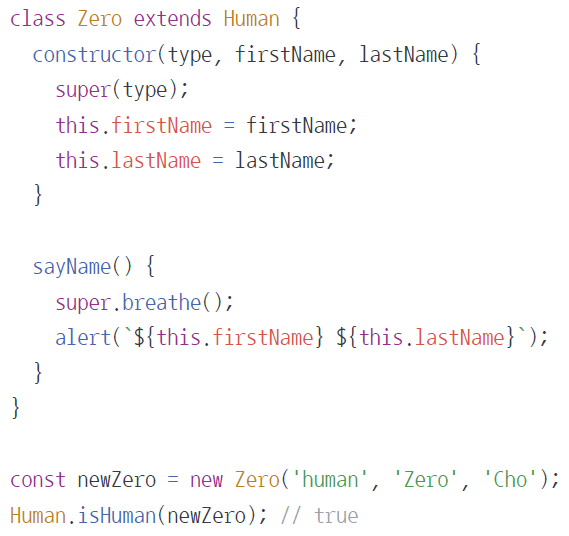 class Zero extends Human {
  constructor(type, firstName, lastName) {
    super(type);
    this.firstName = firstName;
    this.lastName = lastName;
  }

  sayName() {
    super.breathe();
    alert(`${this.firstName} ${this.lastName}`);
  }
}

const newZero = new Zero('human', 'Zero', 'Cho');
Human.isHuman(newZero); // true